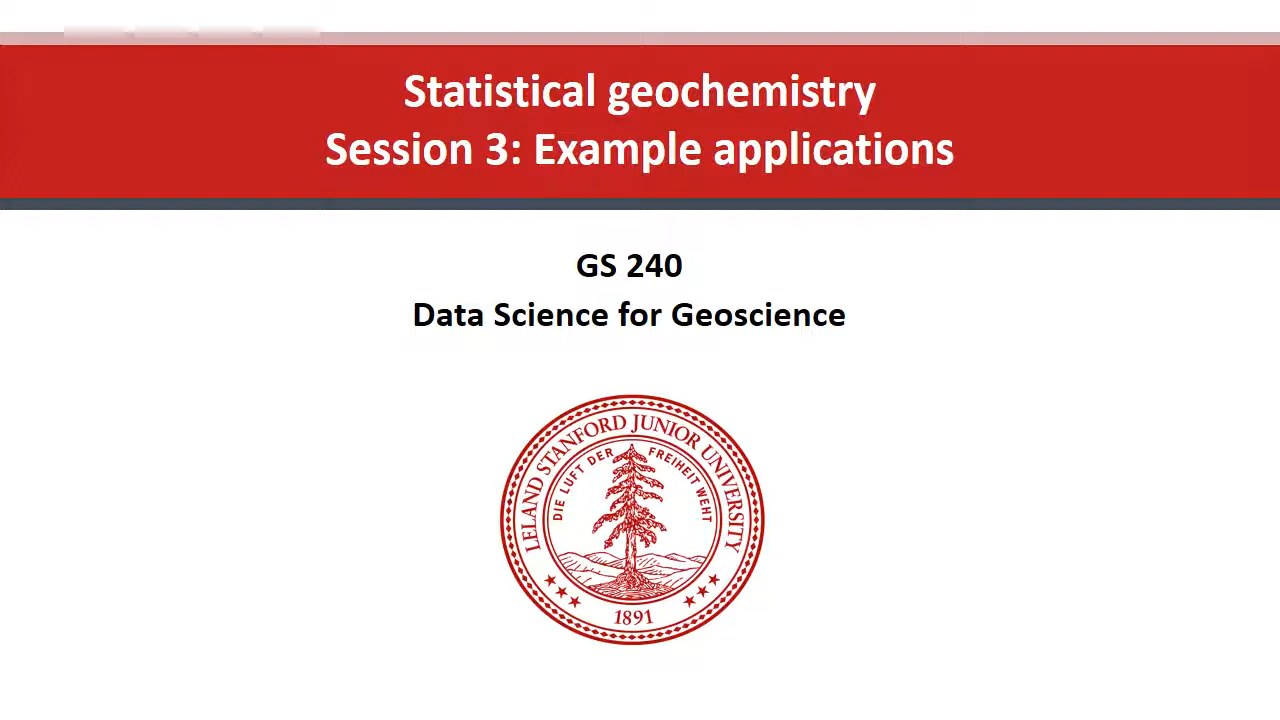 Statistical geochemistry
Session 3: Example applications
GS 240
Data Science for Geoscience
LELAND STANFORD JUNIOR UNIVERSITY
DIE LUFT DER FREIHEIT WEHT
1891